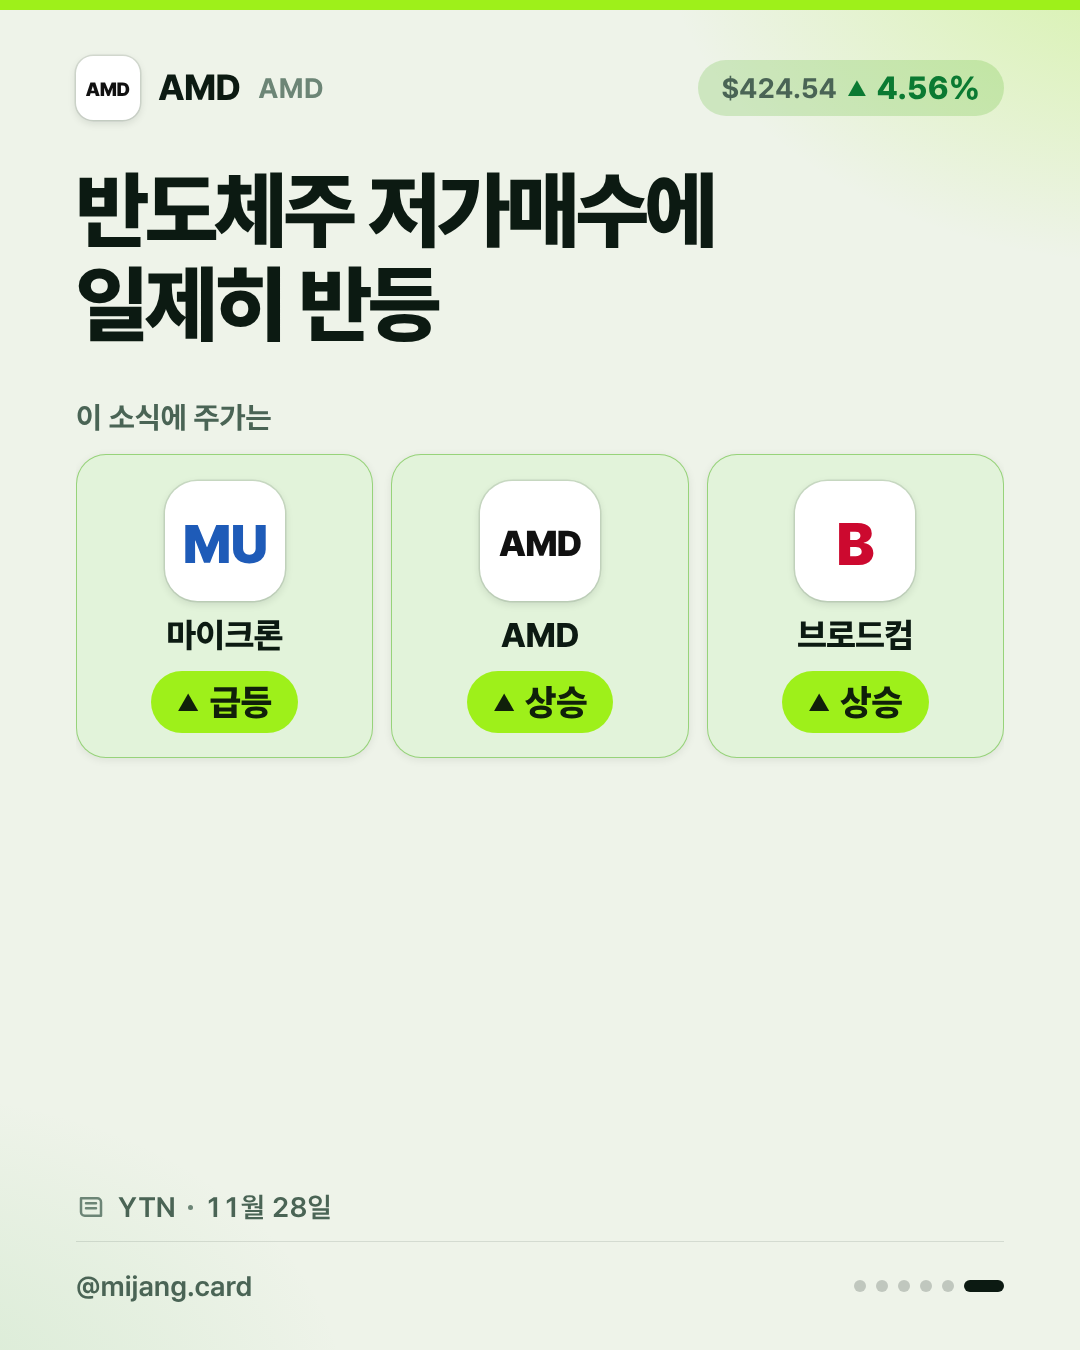 AMD AMD AMD $424.54 ▲ 4.56%
반도체주 저가매수에
일제히 반등
이 소식에 주가는
MU AMD B
마이크론 AMD 브로드컴
▲ 급등 ▲ 상승 ▲ 상승
YTN · 11월 28일
@mijang.card